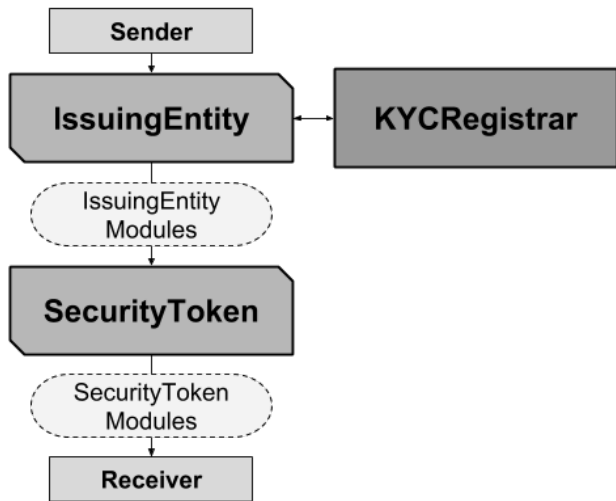 Sender
IssuingEntity
KYCRegistrar
IssuingEntity
Modules
SecurityToken
SecurityToken
Modules
Receiver